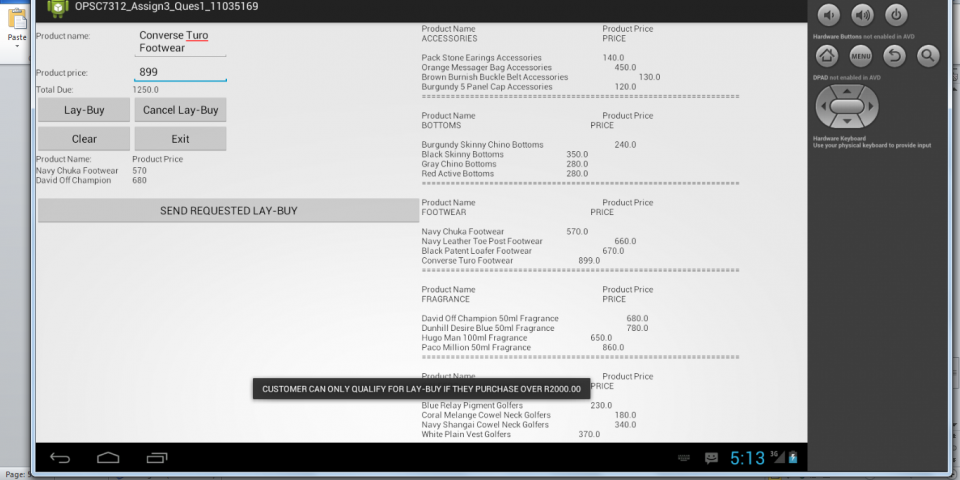 OPSC7312_Assign3_Ques1_11035169
Paste
Product name:
Converse Turo
Footwear
Product price:
899
Total Due:
1250.0
Lay-Buy
Cancel Lay-Buy
Clear
Exit
Product Name:
Product Price
Navy Chuka Footwear
570
David Off Champion
680
SEND REQUESTED LAY-BUY
Product Name
Product Price
ACCESSORIES
PRICE
Pack Stone Earings Accessories
140.0
Orange Messager Bag Accessories
450.0
Brown Burnish Buckle Belt Accessories
130.0
Burgundy 5 Panel Cap Accessories
120.0
================================================
Product Name
Product Price
BOTTOMS
PRICE
Burgundy Skinny Chino Bottoms
240.0
Black Skinny Bottoms
350.0
Gray Chino Bottoms
280.0
Red Active Bottoms
280.0
================================================
Product Name
Product Price
FOOTWEAR
PRICE
Navy Chuka Footwear
570.0
Navy Leather Toe Post Footwear
660.0
Black Patent Loafer Footwear
670.0
Converse Turo Footwear
899.0
================================================
Product Name
Product Price
FRAGRANCE
PRICE
David Off Champion 50ml Fragrance
680.0
Dunhill Desire Blue 50ml Fragrance
780.0
Hugo Man 100ml Fragrance
650.0
Paco Million 50ml Fragrance
860.0
================================================
Product Name
Product Price
PRICE
CUSTOMER CAN ONLY QUALIFY FOR LAY-BUY IF THEY PURCHASE OVER R2000.00
Blue Relay Pigment Golfers
230.0
Coral Melange Cowel Neck Golfers
180.0
Navy Shangai Cowel Neck Golfers
340.0
White Plain Vest Golfers
370.0
5:13
3G
Hardware Buttons not enabled in AVD
MENU
DPAD not enabled in AVD
Hardware Keyboard
Use your physical keyboard to provide input
Page: